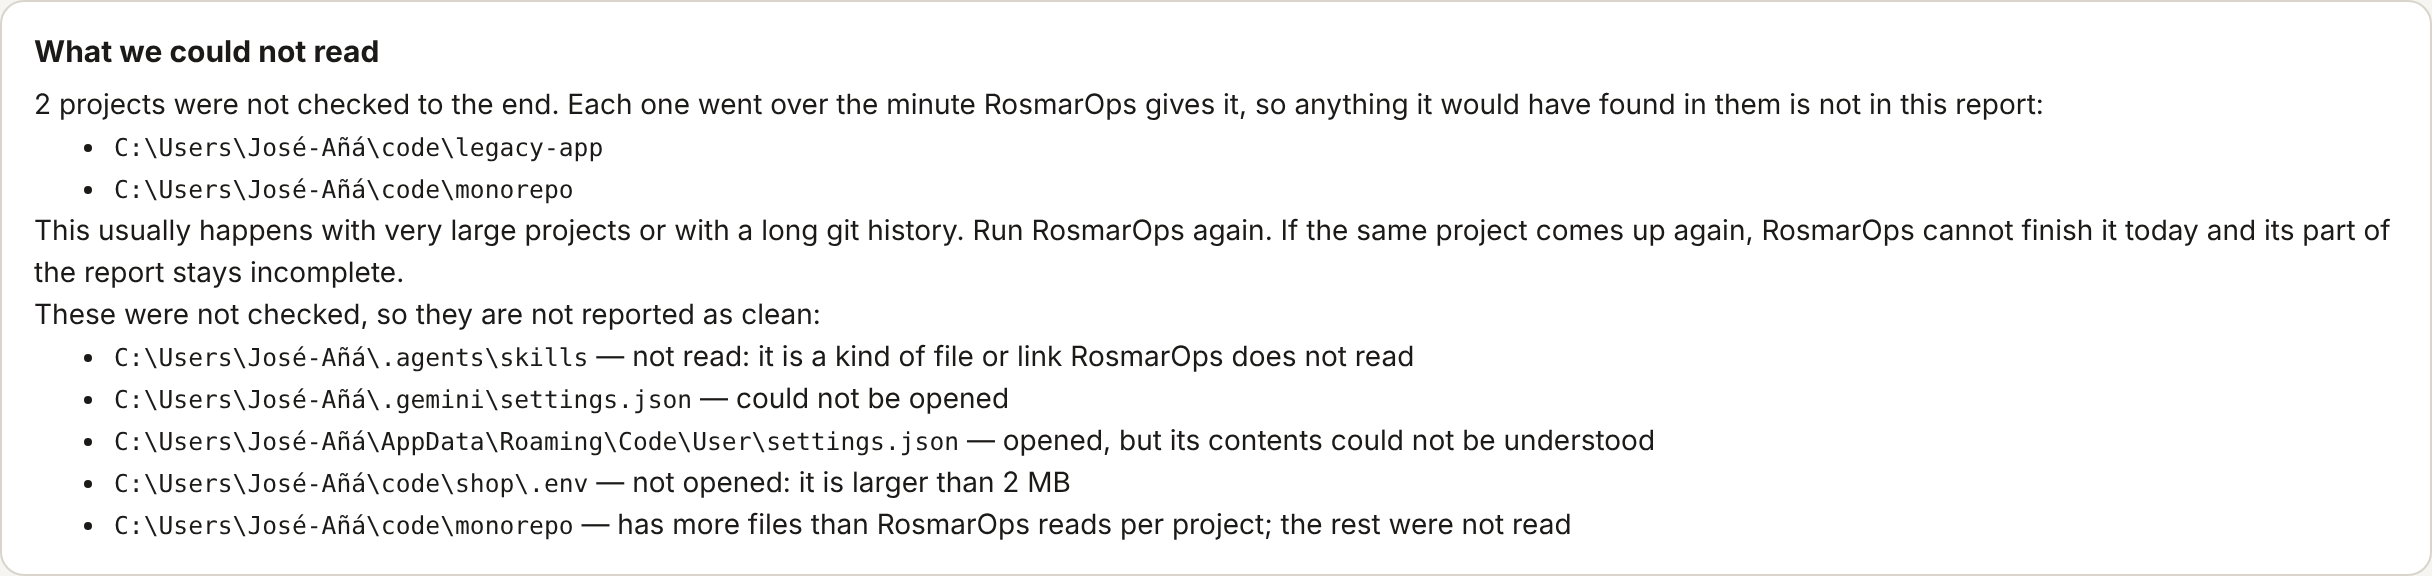 What we could not read
2 projects were not checked to the end. Each one went over the minute RosmarOps gives it, so anything it would have found in them is not in this report:
• C:\Users\José-Añá\code\legacy-app
• C:\Users\José-Añá\code\monorepo
This usually happens with very large projects or with a long git history. Run RosmarOps again. If the same project comes up again, RosmarOps cannot finish it today and its part of
the report stays incomplete.
These were not checked, so they are not reported as clean:
• C:\Users\José-Añá\.agents\skills — not read: it is a kind of file or link RosmarOps does not read
• C:\Users\José-Añá\.gemini\settings.json — could not be opened
• C:\Users\José-Añá\AppData\Roaming\Code\User\settings.json — opened, but its contents could not be understood
• C:\Users\José-Añá\code\shop\.env — not opened: it is larger than 2 MB
• C:\Users\José-Añá\code\monorepo — has more files than RosmarOps reads per project; the rest were not read